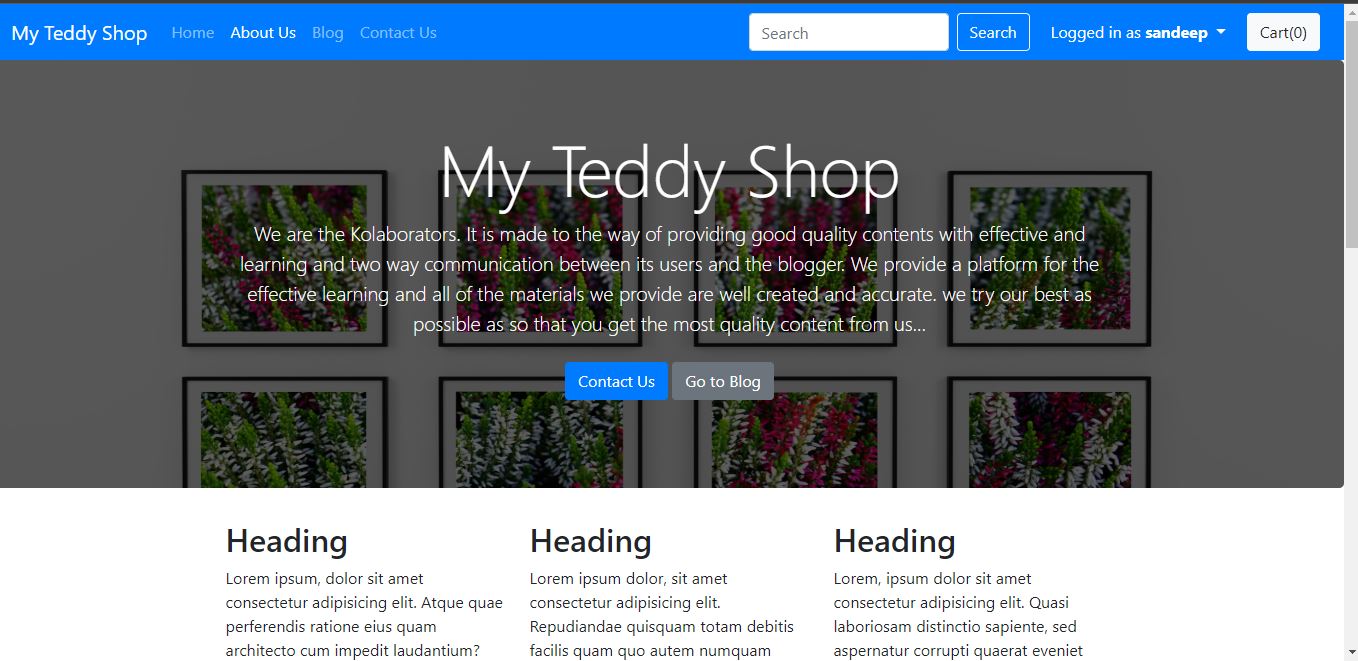 My Teddy Shop Home About Us Blog Contact Us Search Search Logged in as sandeep Cart(0)
My Teddy Shop
We are the Kolaborators. It is made to the way of providing good quality contents with effective and
learning and two way communication between its users and the blogger. We provide a platform for the
effective learning and all of the materials we provide are well created and accurate. we try our best as
possible as so that you get the most quality content from us...
Contact Us Go to Blog
Heading Heading Heading
Lorem ipsum, dolor sit amet
consectetur adipisicing elit. Atque quae
perferendis ratione eius quam
architecto cum impedit laudantium?
Lorem ipsum dolor, sit amet
consectetur adipisicing elit.
Repudiandae quisquam totam debitis
facilis quam quo autem numquam
Lorem, ipsum dolor sit amet
consectetur adipisicing elit. Quasi
laboriosam distinctio sapiente, sed
aspernatur corrupti quaerat eveniet